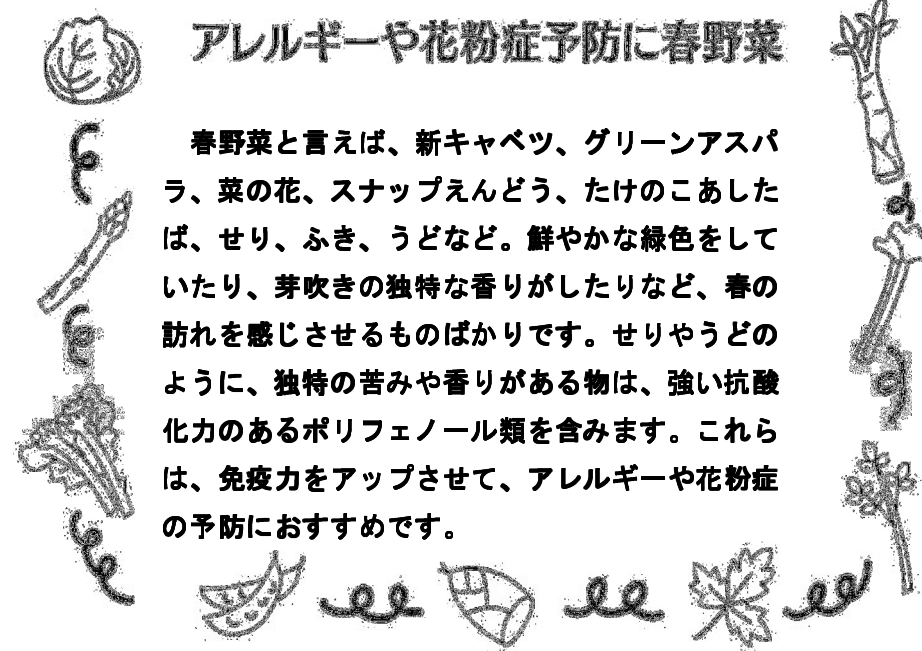 アレルギーや花粉症予防に春野菜
春野菜と言えば、新キャベツ、グリーンアスパ
ラ、菜の花、スナップえんどう、たけのこあした
ば、せり、ふき、うどなど。鮮やかな緑色をして
いたり、芽吹きの独特な香りがしたりなど、春の
訪れを感じさせるものばかりです。せりやうどの
ように、独特の苦みや香りがある物は、強い抗酸
化力のあるポリフェノール類を含みます。これら
は、免疫力をアップさせて、アレルギーや花粉症
の予防におすすめです。